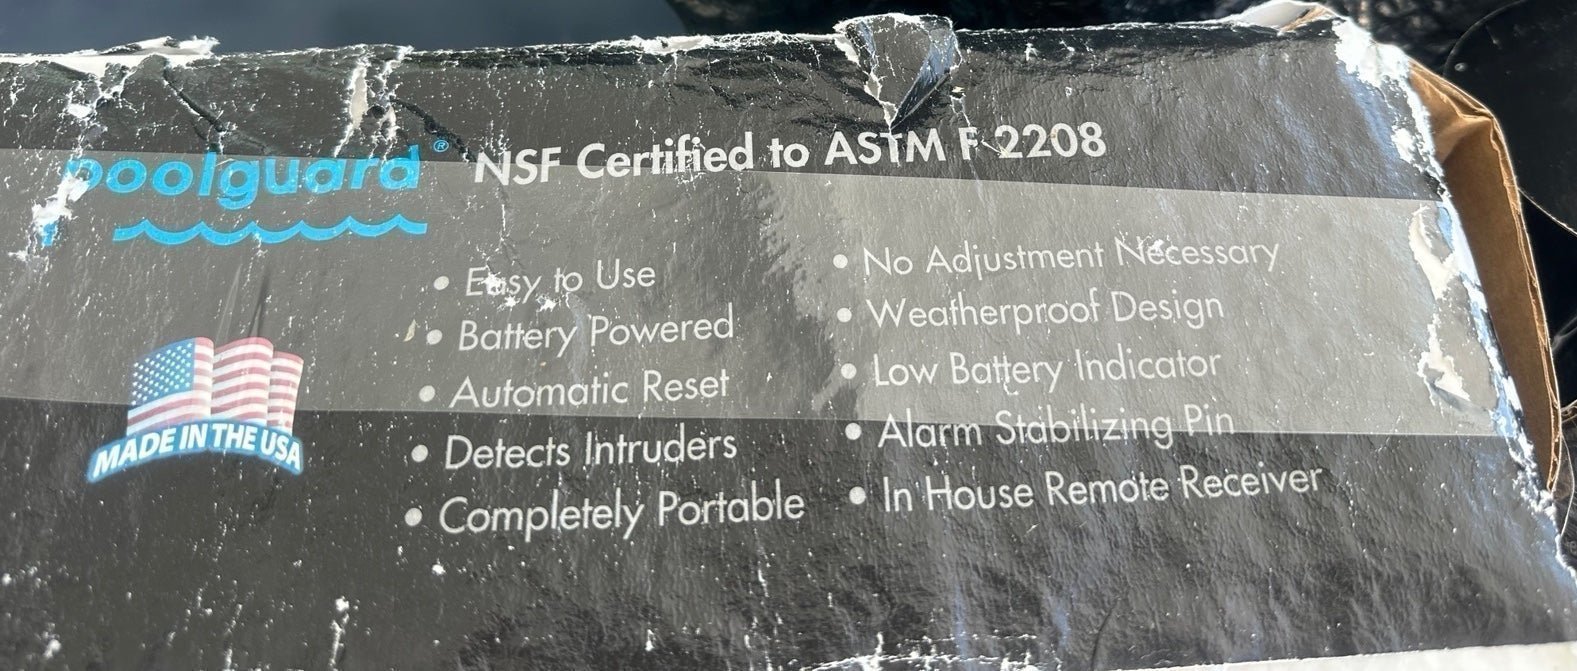 poolguard® NSF Certified to ASTM F 2208
• Easy to Use
• Battery Powered
• Automatic Reset
• Detects Intruders
• Completely Portable
• No Adjustment Necessary
• Weatherproof Design
• Low Battery Indicator
• Alarm Stabilizing Pin
• In House Remote Receiver
MADE IN THE USA